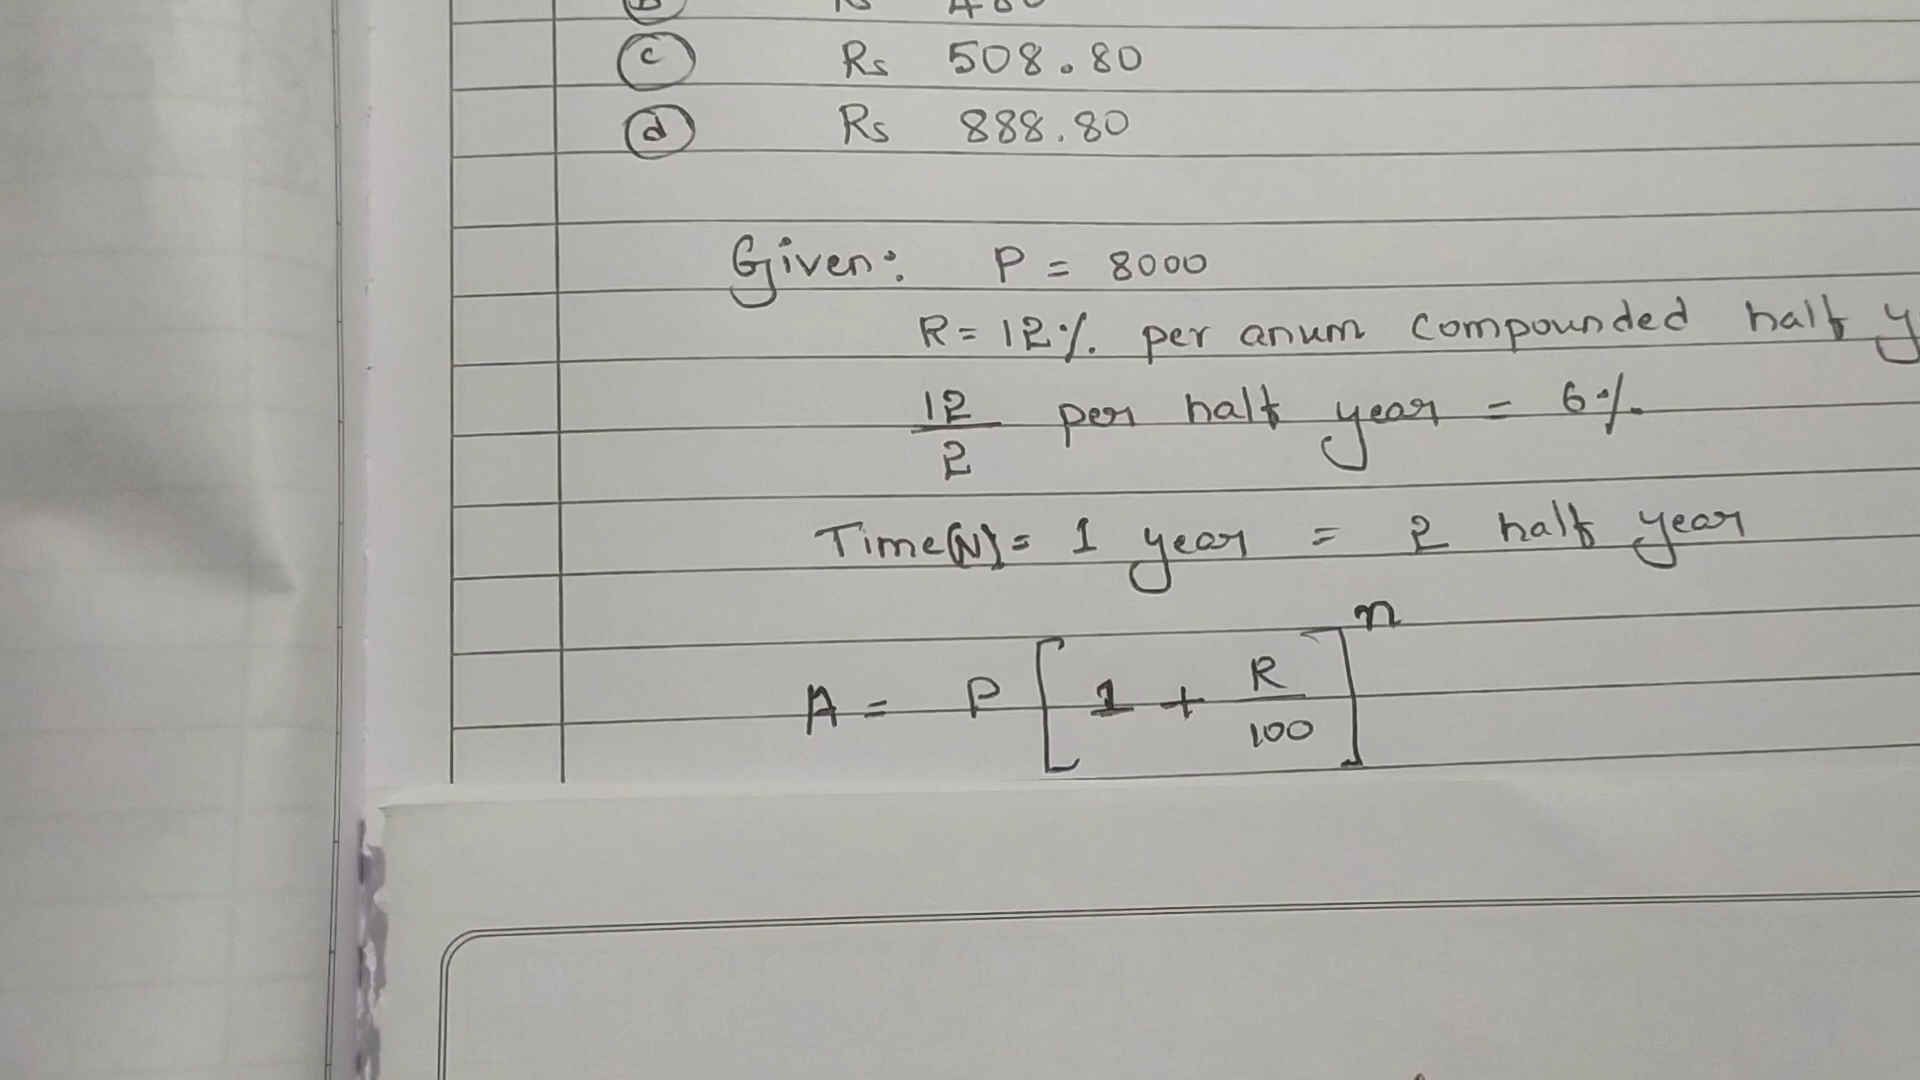 (c) Rs 508.80
(d) Rs 888.80
Given: P = 8000
R = 12% per anum compounded half
12/2 per half year = 6%
Time(N) = 1 year = 2 half year
A = P [1 + R/100]^n